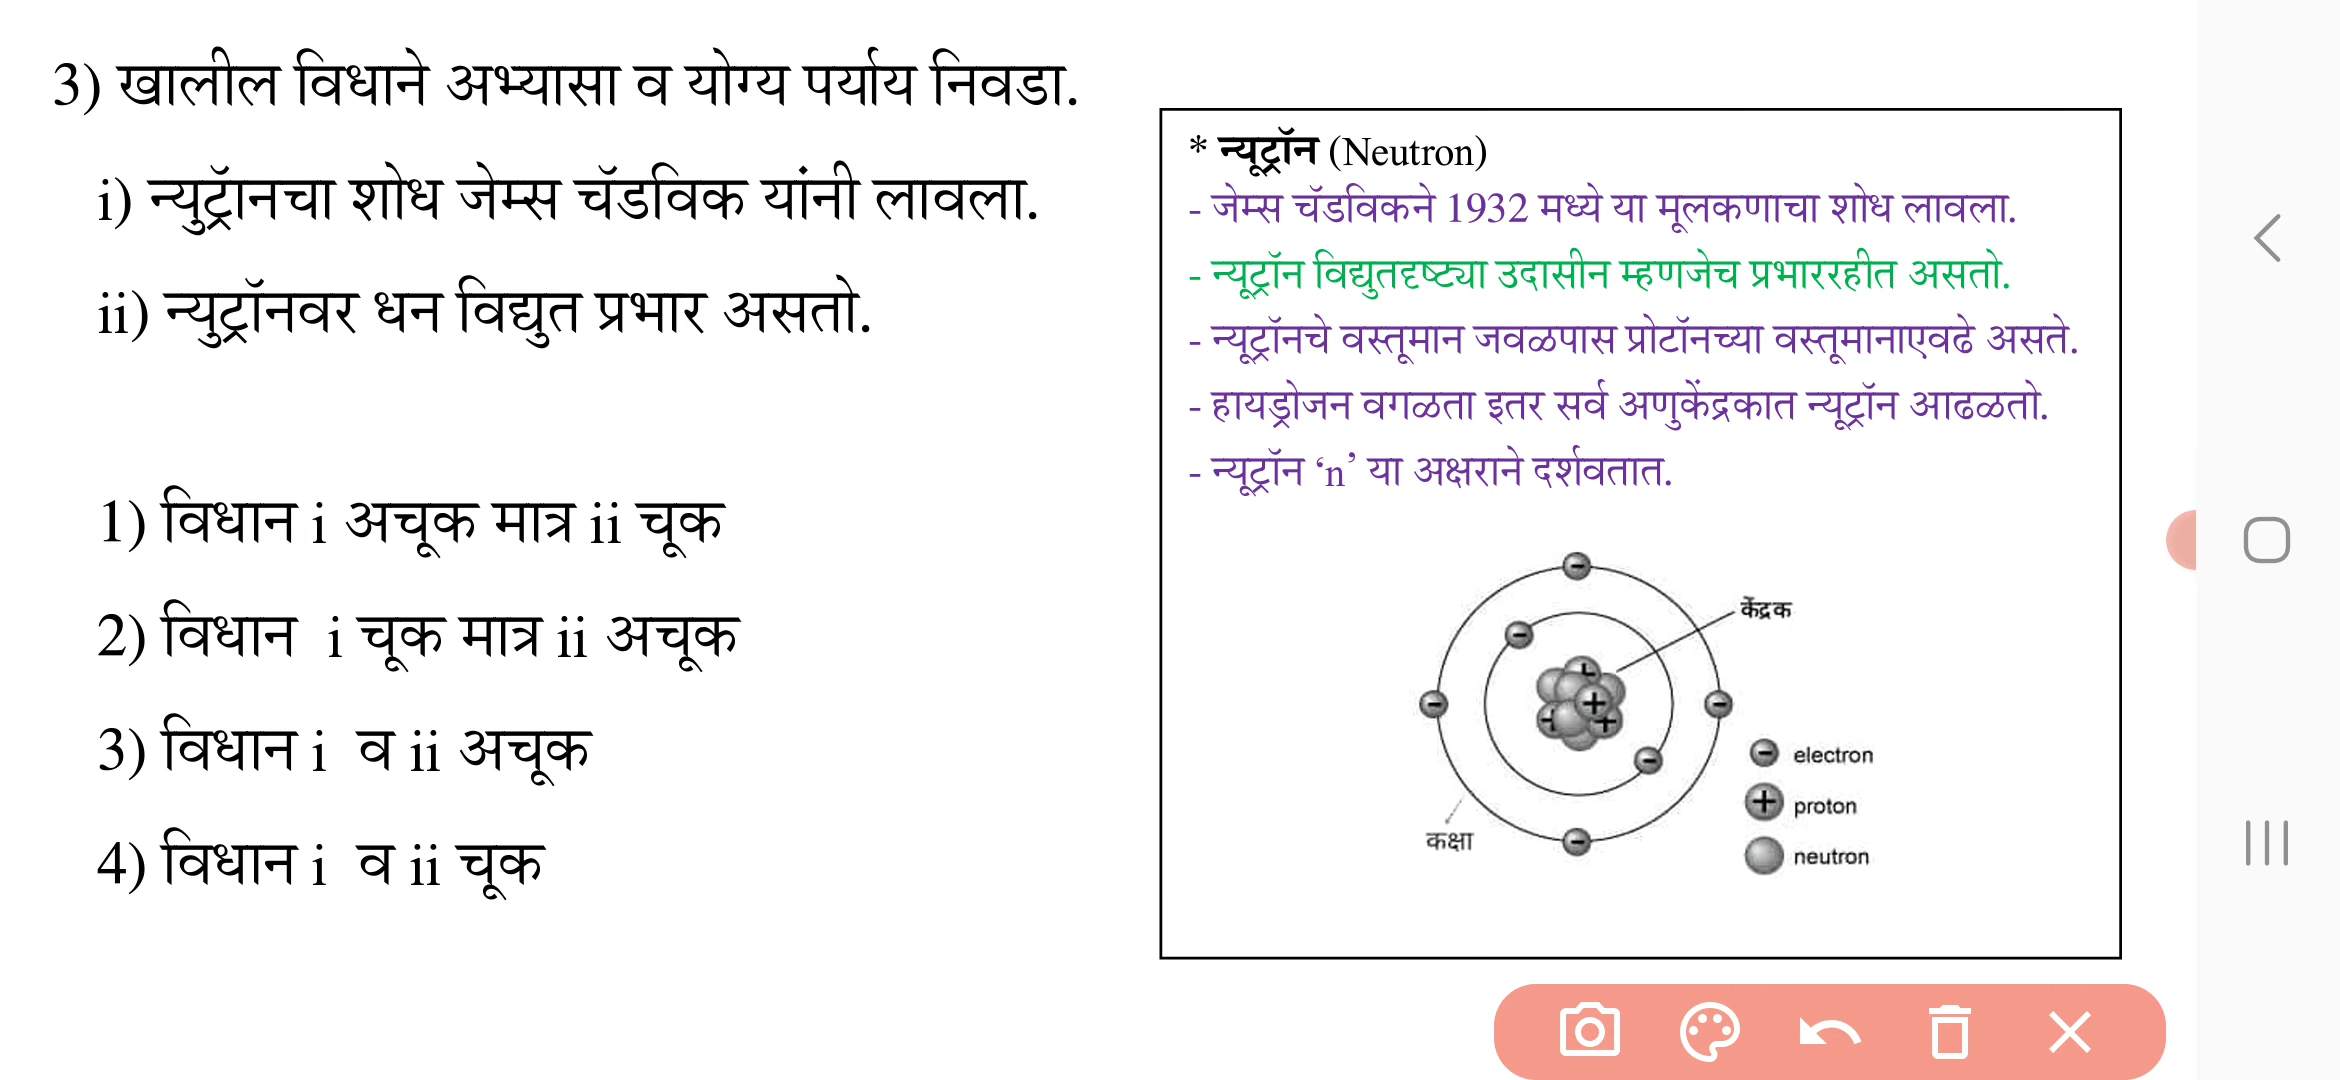 3) खालील विधाने अभ्यासा व योग्य पर्याय निवडा.
i) न्युट्रॅानचा शोध जेम्स चॅडविक यांनी लावला.
ii) न्युट्रॉनवर धन विद्युत प्रभार असतो.
1) विधान i अचूक मात्र ii चूक
2) विधान i चूक मात्र ii अचूक
3) विधान i व ii अचूक
4) विधान i व ii चूक
* न्यूट्रॉन (Neutron)
- जेम्स चॅडविकने 1932 मध्ये या मूलकणाचा शोध लावला.
- न्यूट्रॉन विद्युतदृष्ट्या उदासीन म्हणजेच प्रभाररहीत असतो.
- न्यूट्रॉनचे वस्तूमान जवळपास प्रोटॉनच्या वस्तूमानाएवढे असते.
- हायड्रोजन वगळता इतर सर्व अणुकेंद्रकात न्यूट्रॉन आढळतो.
- न्यूट्रॉन ‘n’ या अक्षराने दर्शवतात.
केंद्रक
electron
proton
कक्षा
neutron